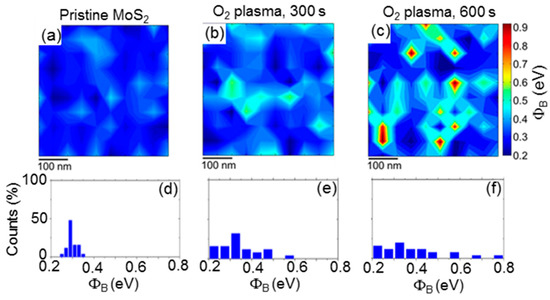 Pristine MoS2
O2 plasma, 300 s
O2 plasma, 600 s
(a)
(b)
(c)
0.9
0.8
0.7
0.6
0.5
0.4
0.3
0.2
ΦB (eV)
100 nm
100 nm
100 nm
(d)
(e)
(f)
Counts (%)
100
50
0
0.2 0.4 0.6 0.8
0.2 0.4 0.6 0.8
0.2 0.4 0.6 0.8
ΦB (eV)
ΦB (eV)
ΦB (eV)